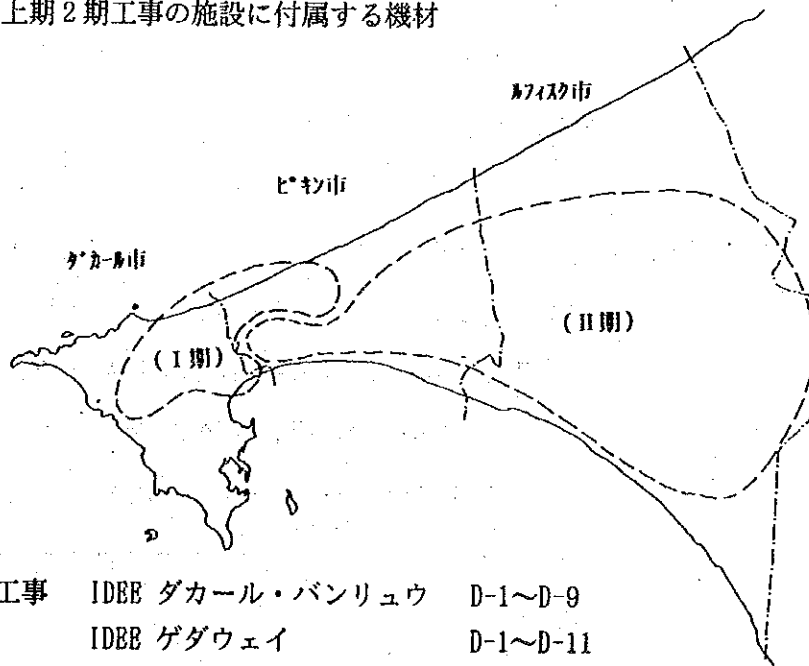 上期2期工事の施設に付属する機材
ルフィスク市
ピキン市
ダカール市
(II期)
(I期)
工事 IDEE ダカール・バンリュウ D-1〜D-9
IDEE ゲダウェイ D-1〜D-11